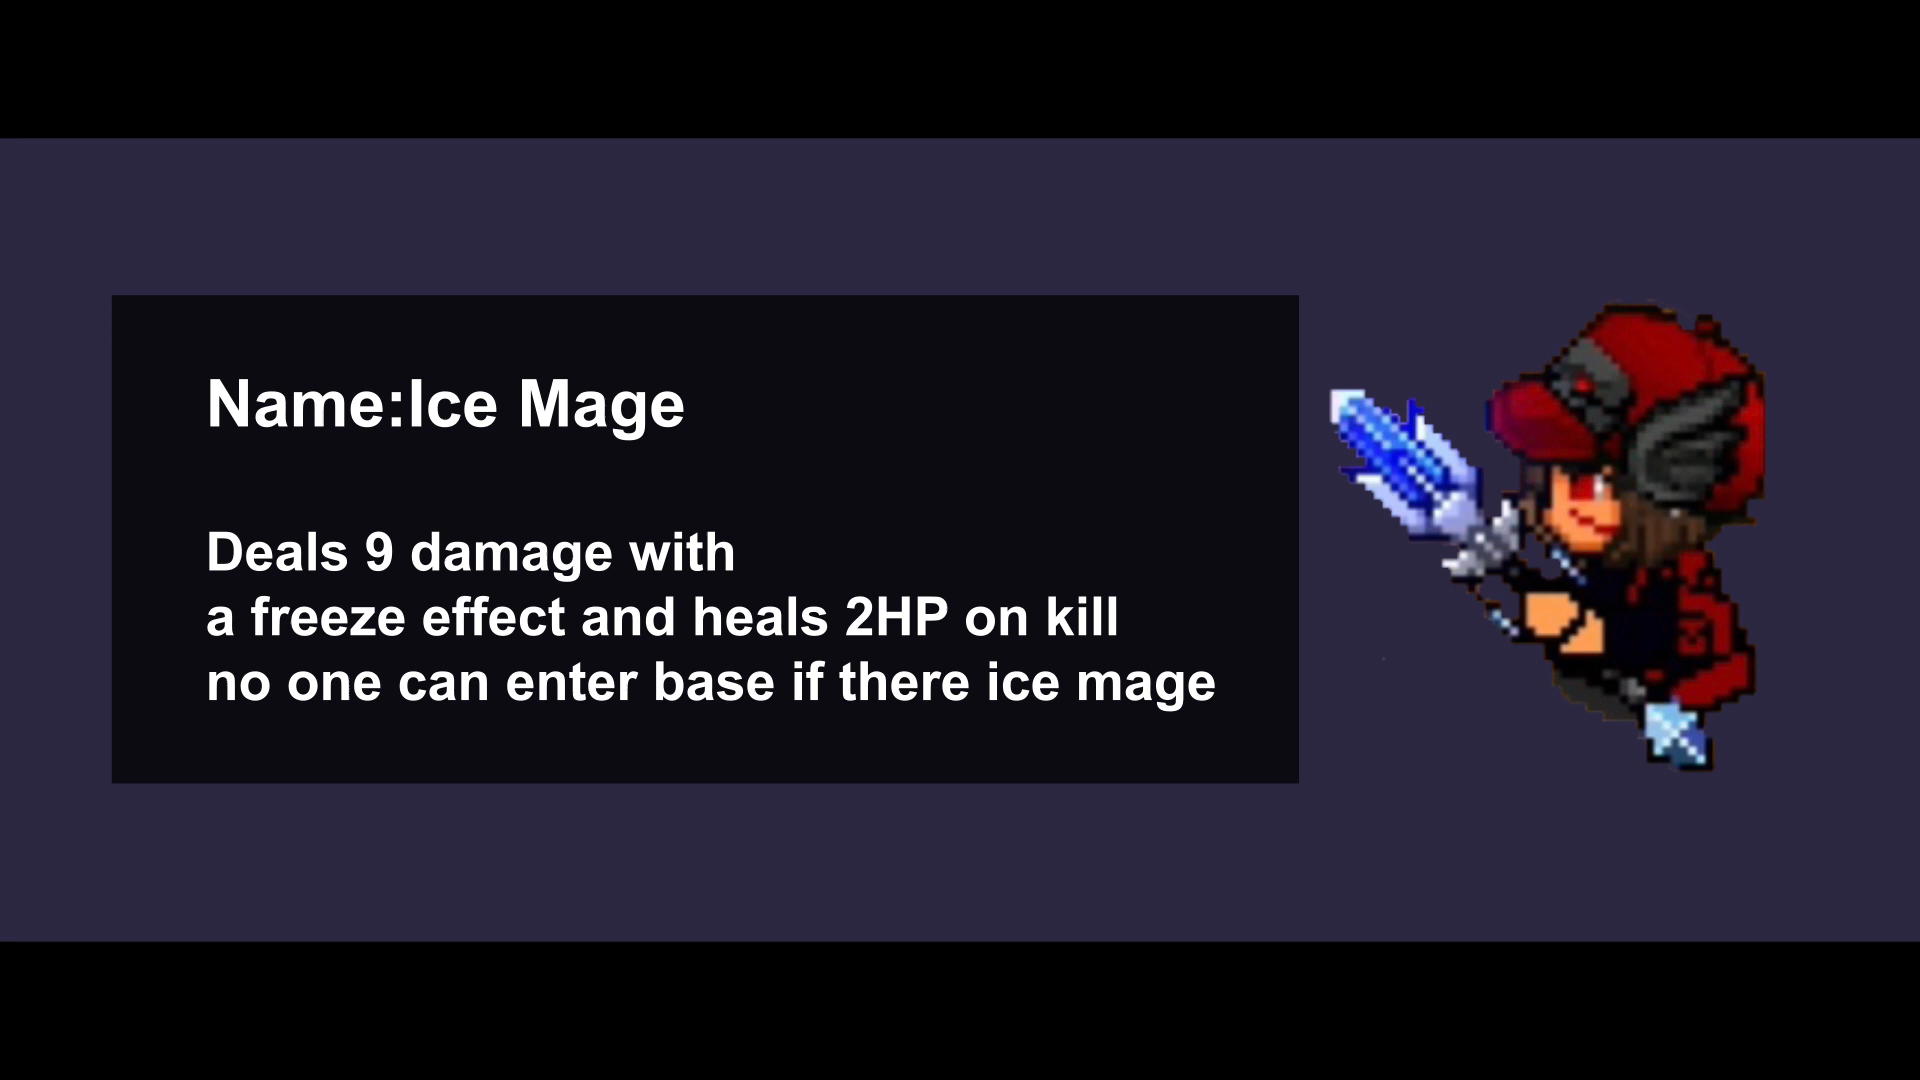 Name:Ice Mage
Deals 9 damage with
a freeze effect and heals 2HP on kill
no one can enter base if there ice mage